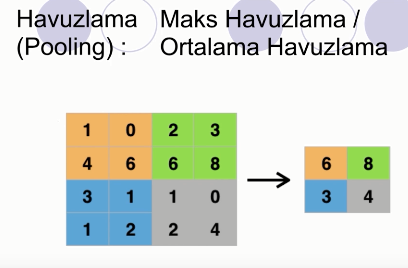 Havuzlama Maks Havuzlama /
(Pooling) : Ortalama Havuzlama
1 0 2 3
4 6 6 8
3 1 1 0
1 2 2 4
6 8
3 4